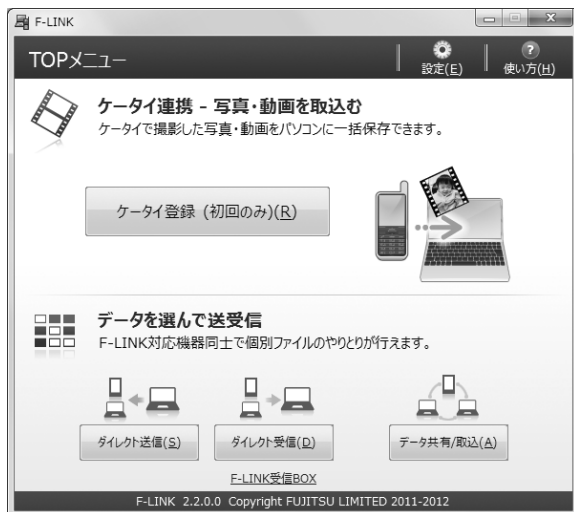 F-LINK
TOPメニュー
設定(E)
使い方(H)
ケータイ連携 - 写真・動画を取込む
ケータイで撮影した写真・動画をパソコンに一括保存できます。
ケータイ登録 (初回のみ)(R)
データを選んで送受信
F-LINK対応機器同士で個別ファイルのやりとりが行えます。
ダイレクト送信(S)
ダイレクト受信(D)
データ共有/取込(A)
F-LINK受信BOX
F-LINK 2.2.0.0 Copyright FUJITSU LIMITED 2011-2012